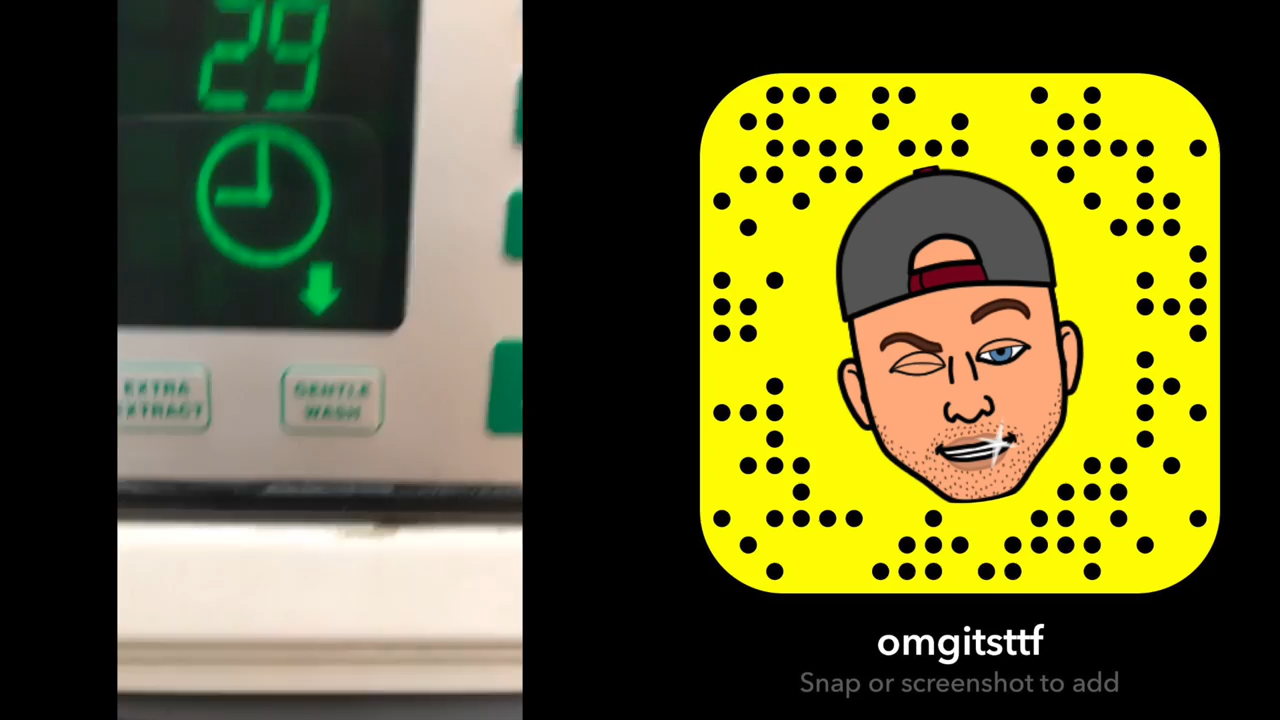 29
EXTRA
EXTRACT
GENTLE
WASH
omgitsttf
Snap or screenshot to add